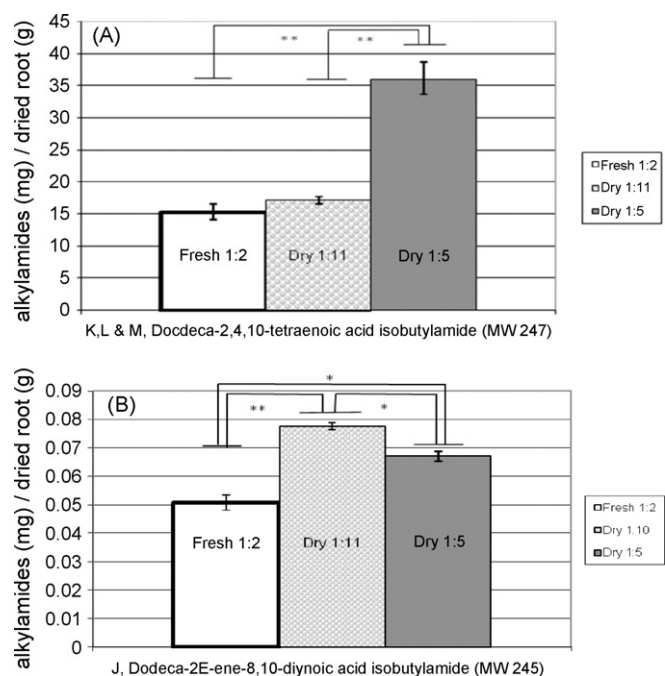 alkylamides (mg) / dried root (g)
45
40
35
30
25
20
15
10
5
0
(A)
** **
Fresh 1:2
Dry 1:11
Dry 1:5
Fresh 1:2
Dry 1:11
Dry 1:5
K,L & M, Docdeca-2,4,10-tetraenoic acid isobutylamide (MW 247)
alkylamides (mg) / dried root (g)
0.09
0.08
0.07
0.06
0.05
0.04
0.03
0.02
0.01
0
(B)
*
** *
Fresh 1:2
Dry 1:11
Dry 1:5
Fresh 1:2
Dry 1.10
Dry 1:5
J, Dodeca-2E-ene-8,10-diynoic acid isobutylamide (MW 245)